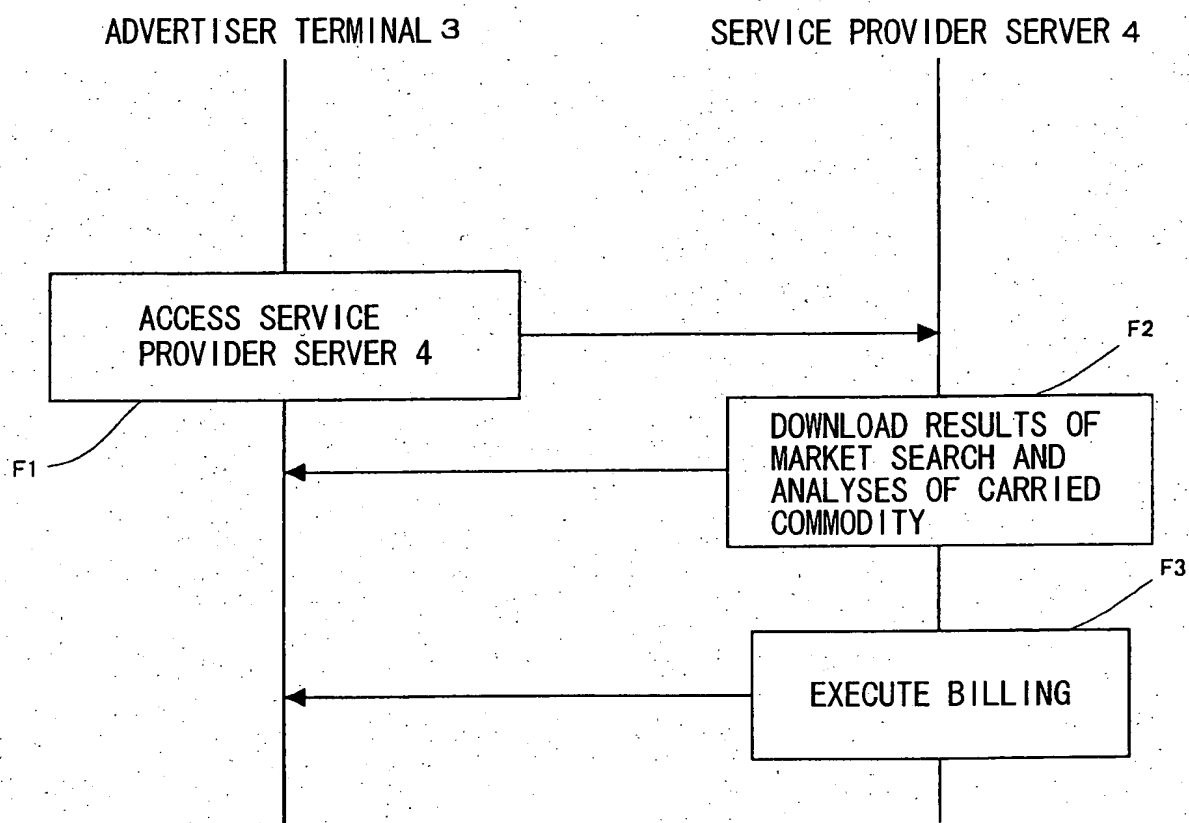 ADVERTISER TERMINAL 3
SERVICE PROVIDER SERVER 4
ACCESS SERVICE
PROVIDER SERVER 4
F1
F2
DOWNLOAD RESULTS OF
MARKET SEARCH AND
ANALYSES OF CARRIED
COMMODITY
F3
EXECUTE BILLING